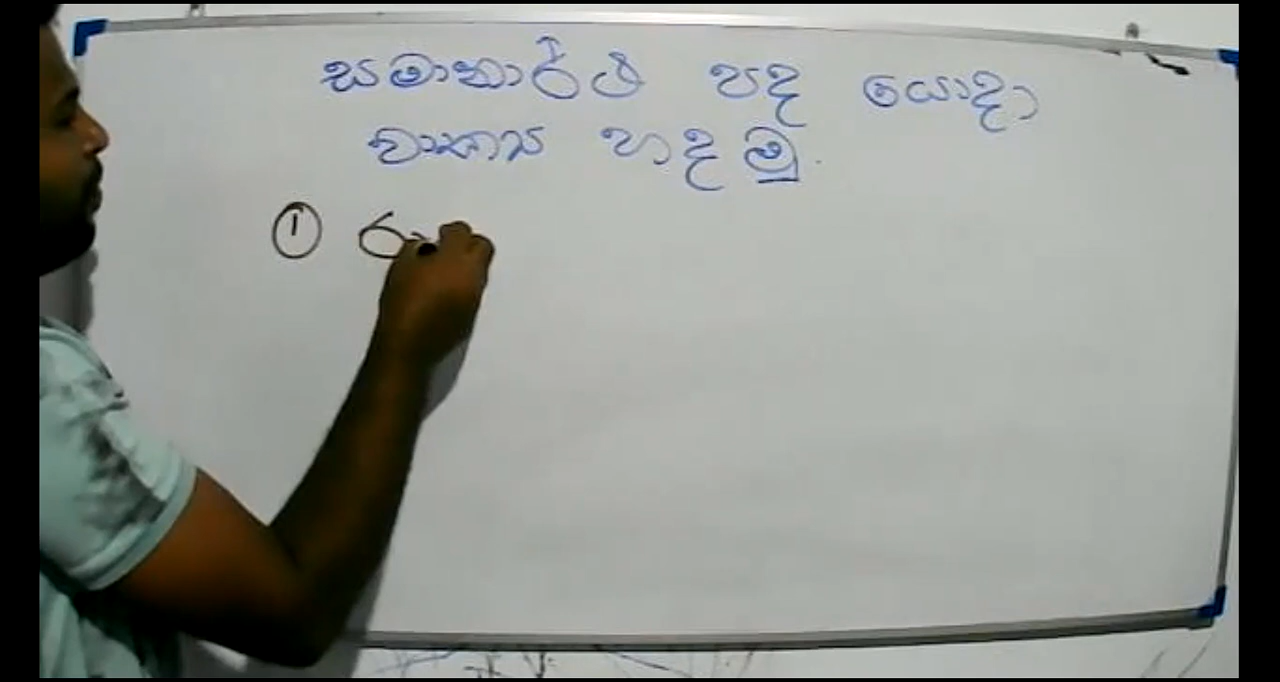 සමානාර්ථ පද යොදා
වාක්‍ය හදමු.
① ර